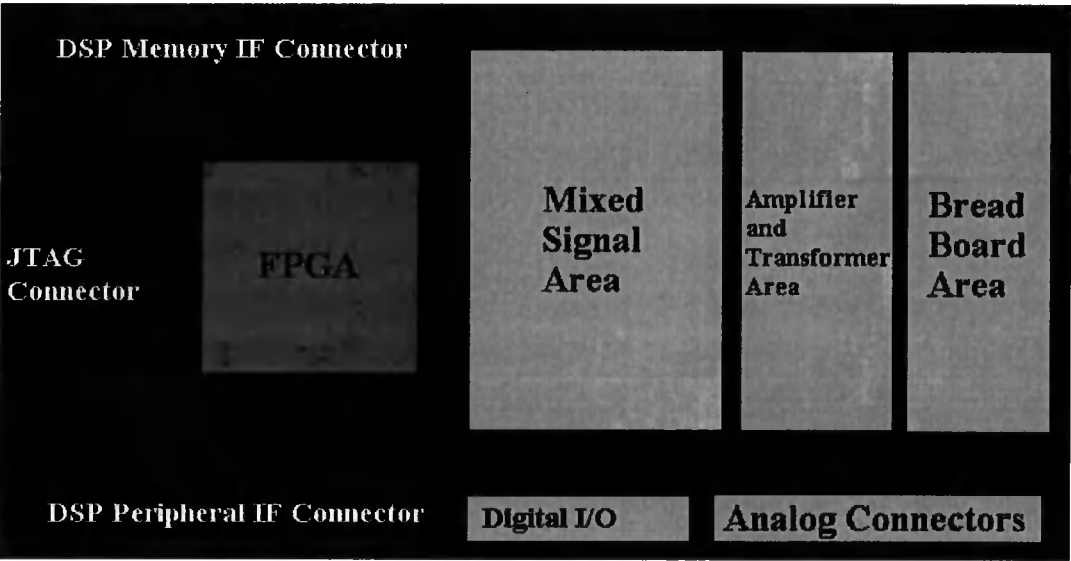 DSP Memory IF Connector
JTAG
Connector
FPGA
Mixed
Signal
Area
Amplifier
and
Transformer
Area
Bread
Board
Area
DSP Peripheral IF Connector
Digital I/O
Analog Connectors